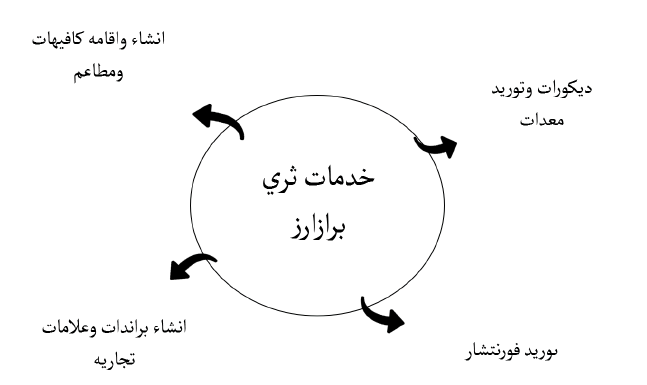 انشاء واقامه كافيهات
ومطاعم
ديكورات وتوريد
معدات
خدمات ثري
برازارز
انشاء براندات وعلامات
تجاريه
توريد فورنتشار